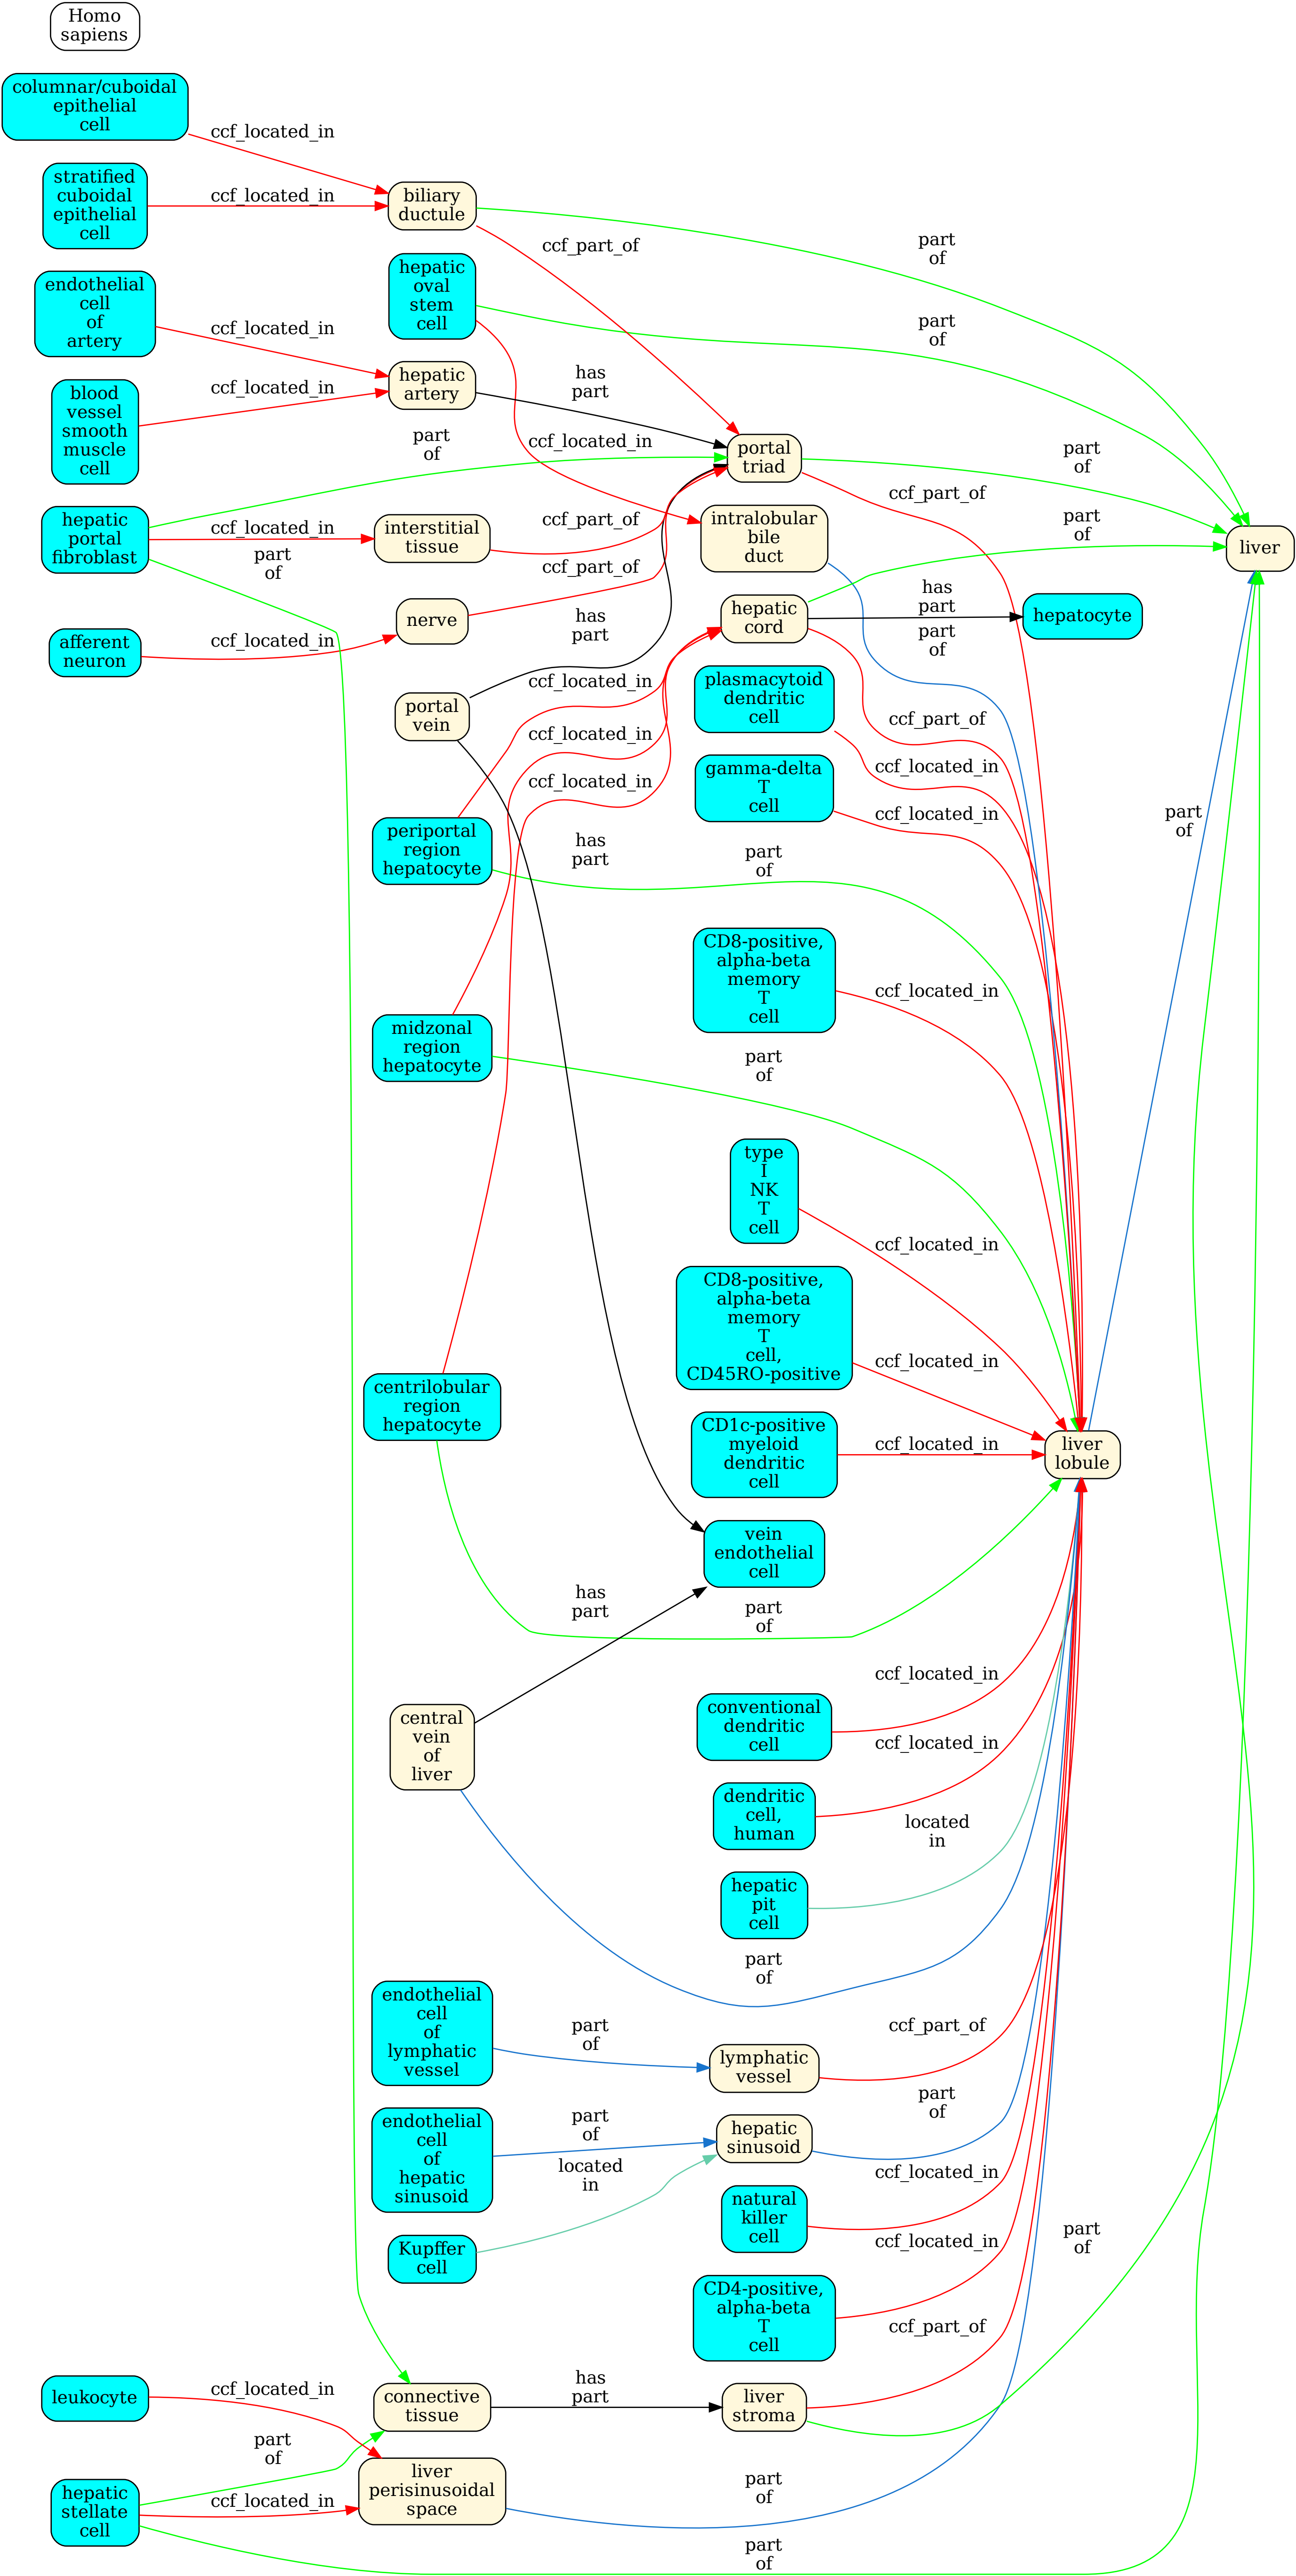 Homo
sapiens
columnar/cuboidal
epithelial
cell
ccf_located_in
stratified
cuboidal
epithelial
cell
ccf_located_in
biliary
ductule
part
of
ccf_part_of
hepatic
oval
stem
cell
part
of
endothelial
cell
of
artery
ccf_located_in
hepatic
artery
has
part
blood
vessel
smooth
muscle
cell
ccf_located_in
part
of
ccf_located_in
portal
triad
part
of
ccf_part_of
hepatic
portal
fibroblast
ccf_located_in
part
of
interstitial
tissue
ccf_part_of
intralobular
bile
duct
part
of
liver
ccf_part_of
nerve
afferent
neuron
ccf_located_in
has
part
hepatic
cord
has
part
hepatocyte
part
of
ccf_located_in
portal
vein
plasmacytoid
dendritic
cell
ccf_part_of
ccf_located_in
ccf_located_in
gamma-delta
T
cell
ccf_located_in
ccf_located_in
periportal
region
hepatocyte
has
part
part
of
part
of
CD8-positive,
alpha-beta
memory
T
cell
ccf_located_in
midzonal
region
hepatocyte
part
of
type
I
NK
T
cell
ccf_located_in
CD8-positive,
alpha-beta
memory
T
cell,
CD45RO-positive
ccf_located_in
centrilobular
region
hepatocyte
CD1c-positive
myeloid
dendritic
cell
ccf_located_in
liver
lobule
vein
endothelial
cell
has
part
part
of
central
vein
of
liver
conventional
dendritic
cell
ccf_located_in
dendritic
cell,
human
ccf_located_in
hepatic
pit
cell
located
in
part
of
endothelial
cell
of
lymphatic
vessel
part
of
lymphatic
vessel
ccf_part_of
endothelial
cell
of
hepatic
sinusoid
part
of
hepatic
sinusoid
part
of
located
in
Kupffer
cell
natural
killer
cell
ccf_located_in
part
of
CD4-positive,
alpha-beta
T
cell
ccf_located_in
leukocyte
ccf_located_in
connective
tissue
has
part
liver
stroma
ccf_part_of
part
of
hepatic
stellate
cell
ccf_located_in
liver
perisinusoidal
space
part
of
part
of